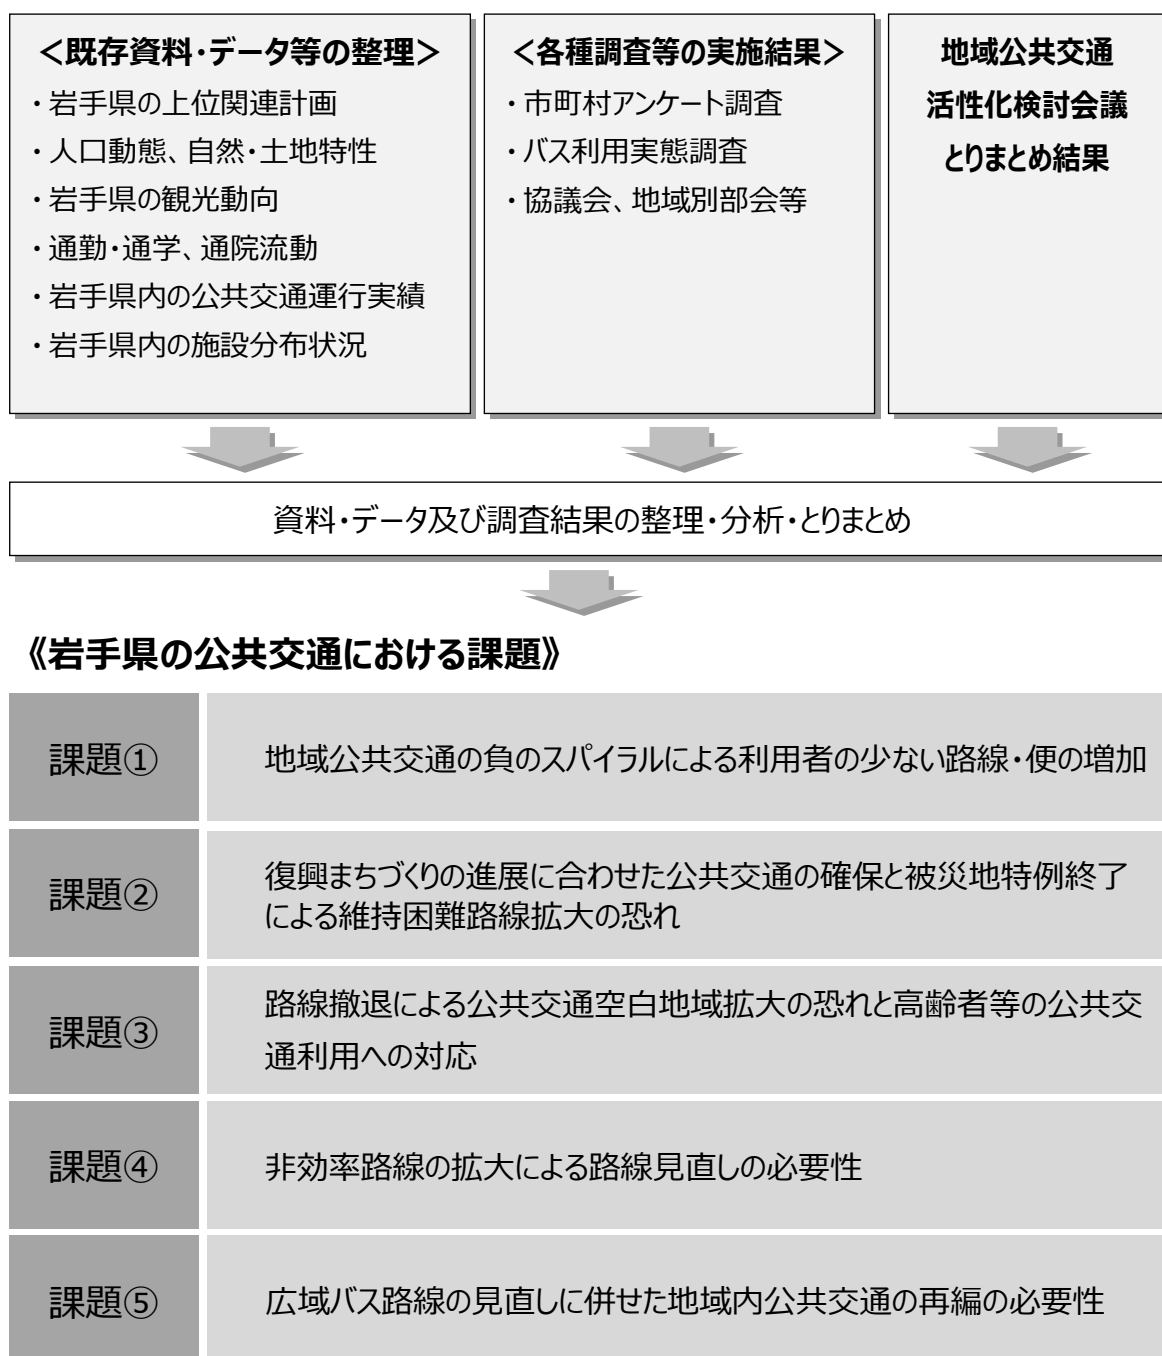 ＜既存資料・データ等の整理＞
・岩手県の上位関連計画
・人口動態、自然・土地特性
・岩手県の観光動向
・通勤・通学、通院流動
・岩手県内の公共交通運行実績
・岩手県内の施設分布状況
＜各種調査等の実施結果＞
・市町村アンケート調査
・バス利用実態調査
・協議会、地域別部会等
地域公共交通
活性化検討会議
とりまとめ結果
資料・データ及び調査結果の整理・分析・とりまとめ
《岩手県の公共交通における課題》
課題①
地域公共交通の負のスパイラルによる利用者の少ない路線・便の増加
課題②
復興まちづくりの進展に合わせた公共交通の確保と被災地特例終了
による維持困難路線拡大の恐れ
課題③
路線撤退による公共交通空白地域拡大の恐れと高齢者等の公共交
通利用への対応
課題④
非効率路線の拡大による路線見直しの必要性
課題⑤
広域バス路線の見直しに併せた地域内公共交通の再編の必要性